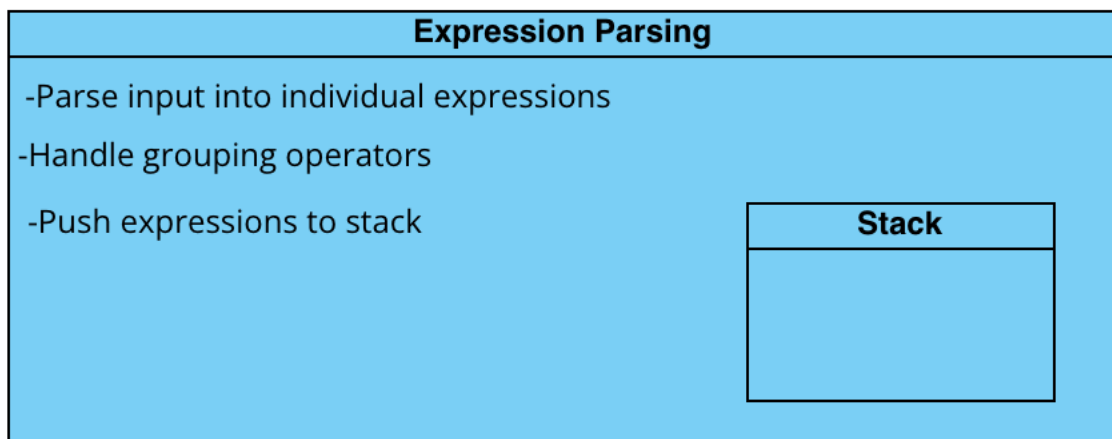 Expression Parsing
-Parse input into individual expressions
-Handle grouping operators
-Push expressions to stack
Stack